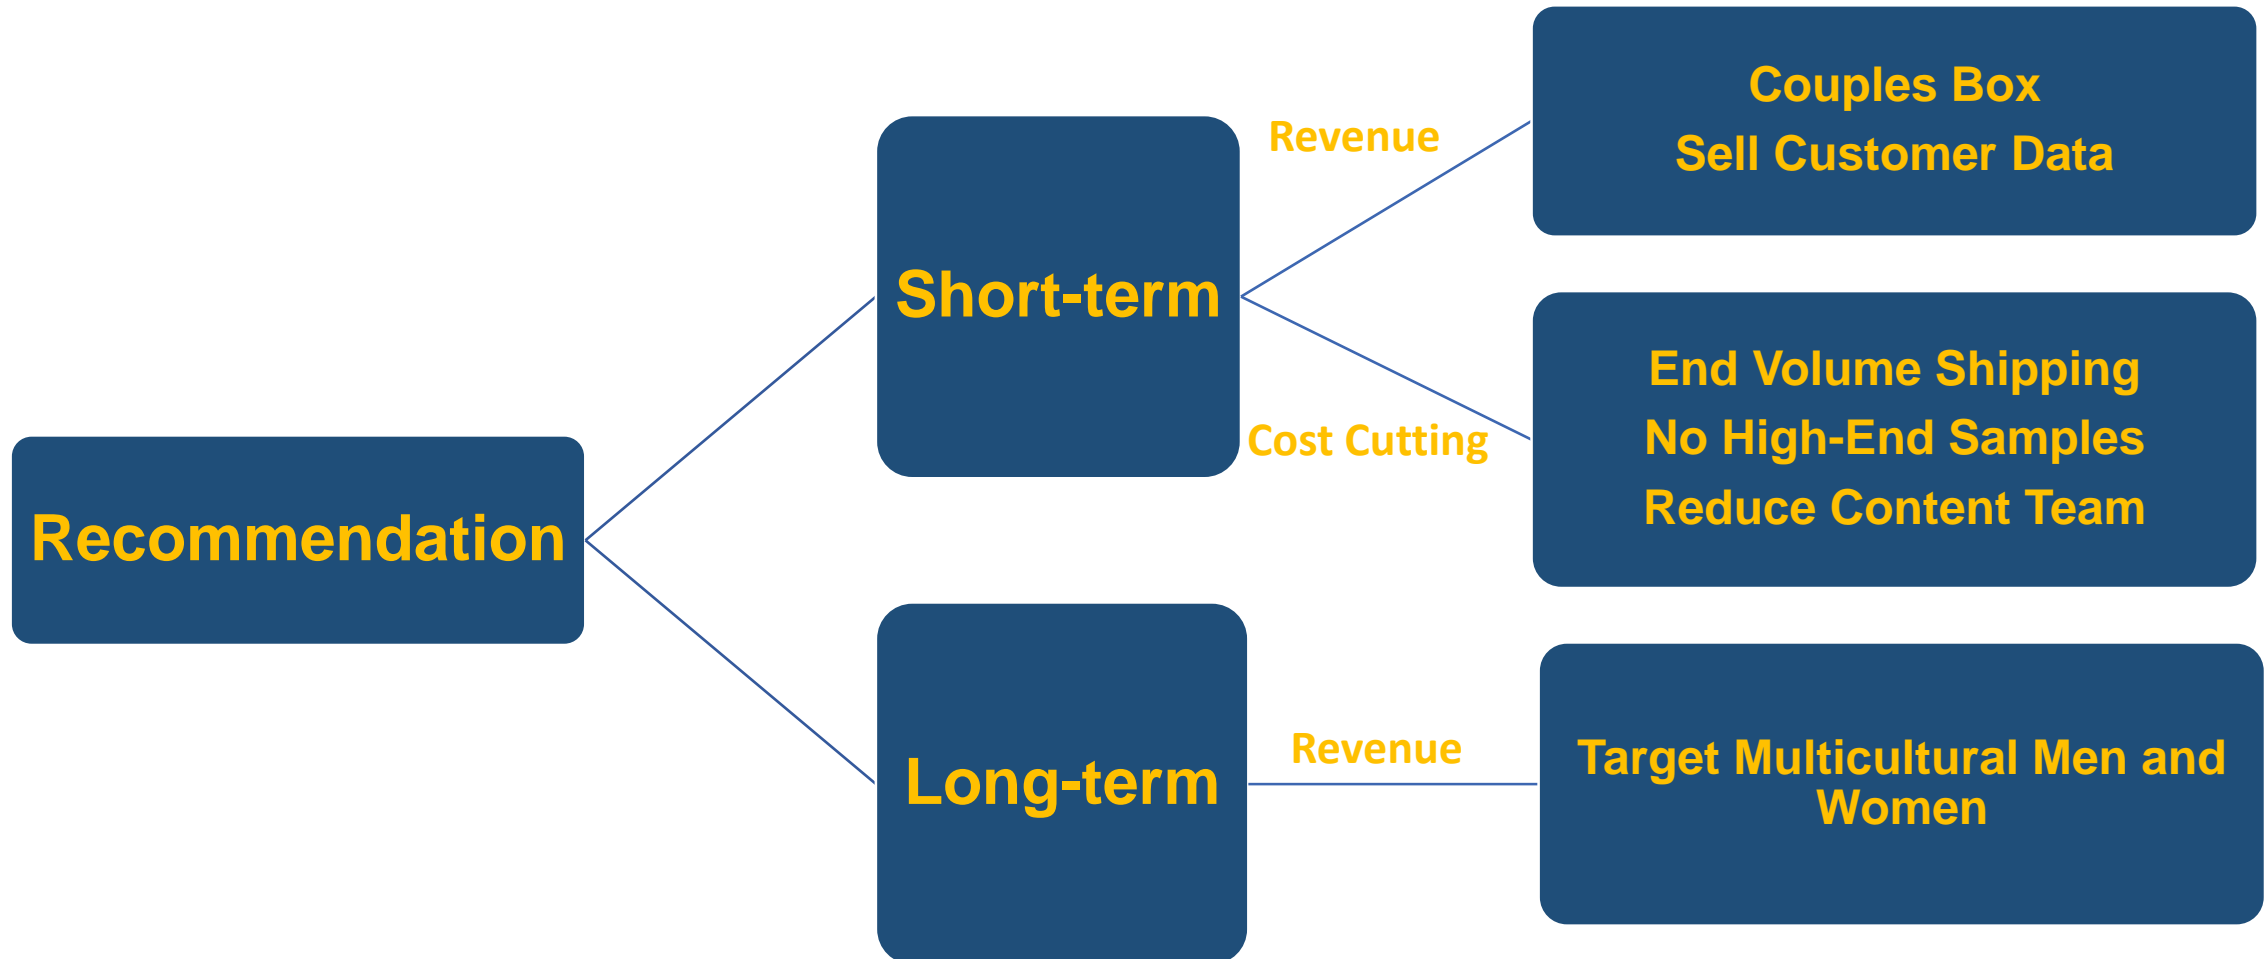 Recommendation
Short-term
Revenue
Couples Box
Sell Customer Data
Cost Cutting
End Volume Shipping
No High-End Samples
Reduce Content Team
Long-term
Revenue
Target Multicultural Men and
Women